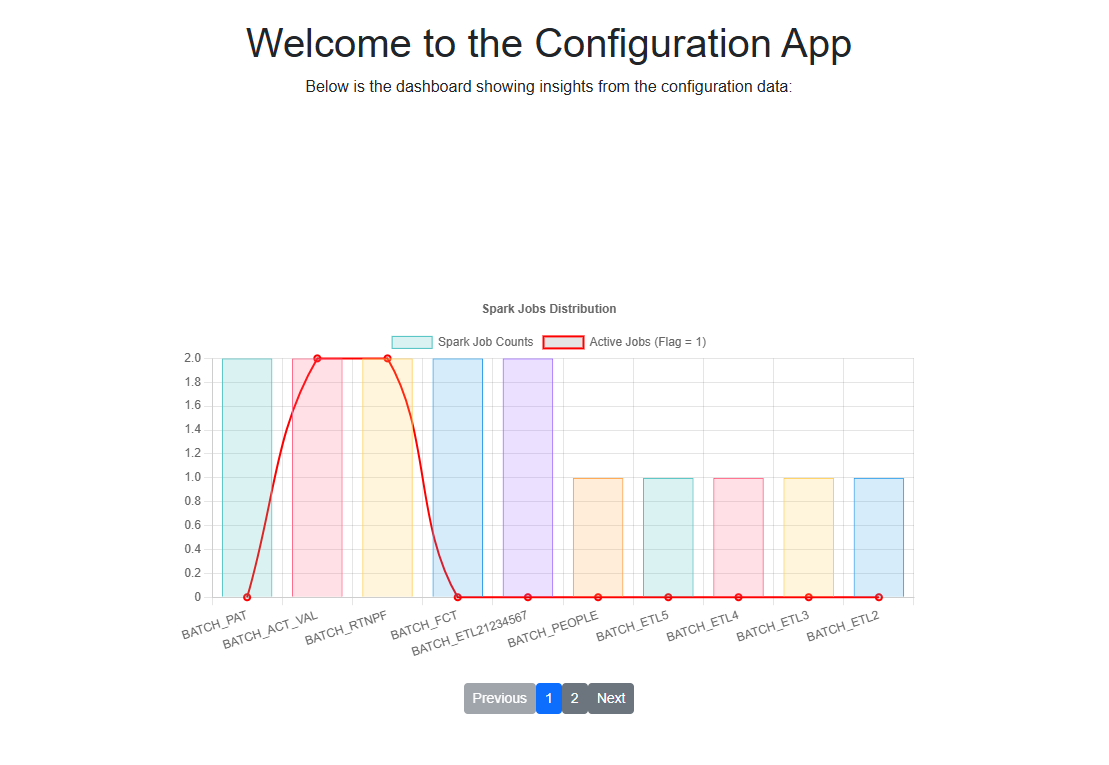 Welcome to the Configuration App
Below is the dashboard showing insights from the configuration data:
Spark Jobs Distribution
Spark Job Counts Active Jobs (Flag = 1)
2.0
1.8
1.6
1.4
1.2
1.0
0.8
0.6
0.4
0.2
0
BATCH_PAT
BATCH_ACT_VAL
BATCH_RTNPF
BATCH_FCT
BATCH_ETL21234567
BATCH_PEOPLE
BATCH_ETL5
BATCH_ETL4
BATCH_ETL3
BATCH_ETL2
Previous 1 2 Next